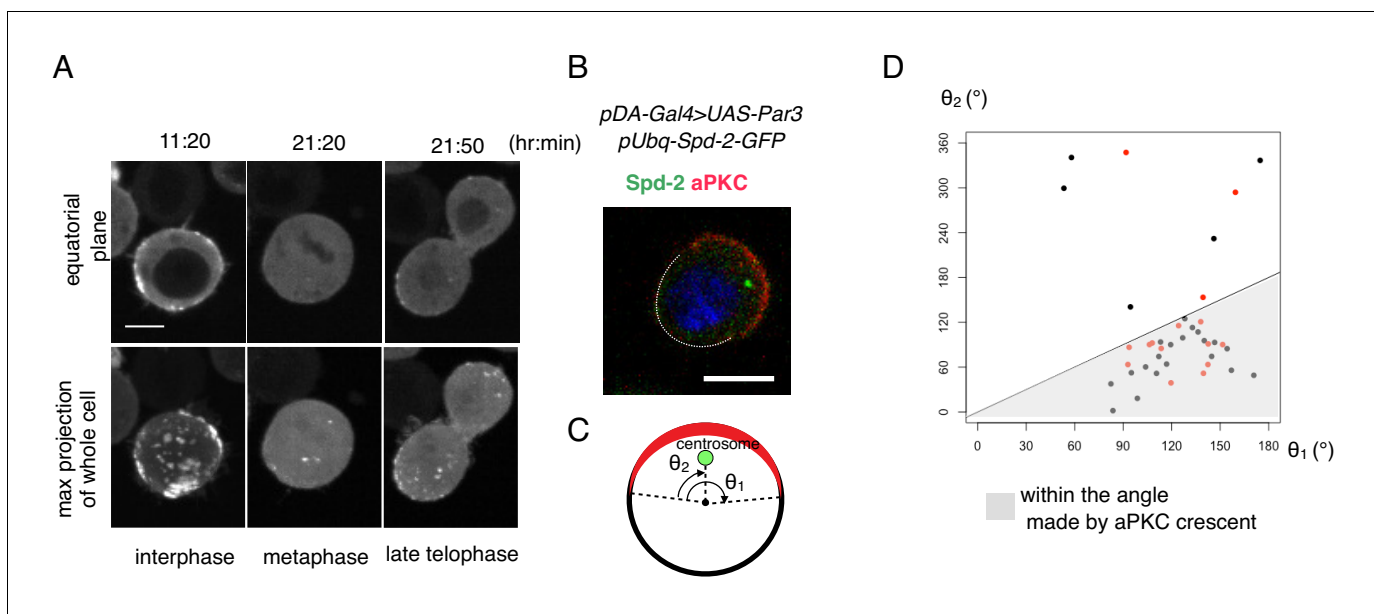 A
11:20 21:20 21:50 (hr:min)
equatorial
plane
max projection
of whole cell
interphase metaphase late telophase
B
pDA-Gal4>UAS-Par3
pUbq-Spd-2-GFP
Spd-2 aPKC
C
centrosome
θ2
θ1
D
θ2 (°)
360
300
240
180
120
60
0
0 30 60 90 120 150 180
θ1 (°)
within the angle
made by aPKC crescent